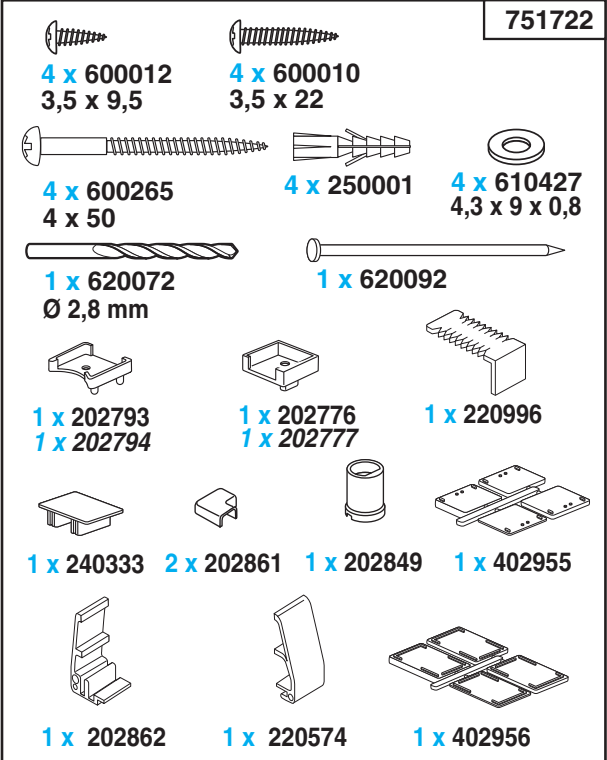 751722
4 x 600012
3,5 x 9,5
4 x 600010
3,5 x 22
4 x 600265
4 x 50
4 x 250001
4 x 610427
4,3 x 9 x 0,8
1 x 620072
Ø 2,8 mm
1 x 620092
1 x 202793
1 x 202794
1 x 202776
1 x 202777
1 x 220996
1 x 240333
2 x 202861
1 x 202849
1 x 402955
1 x 202862
1 x 220574
1 x 402956